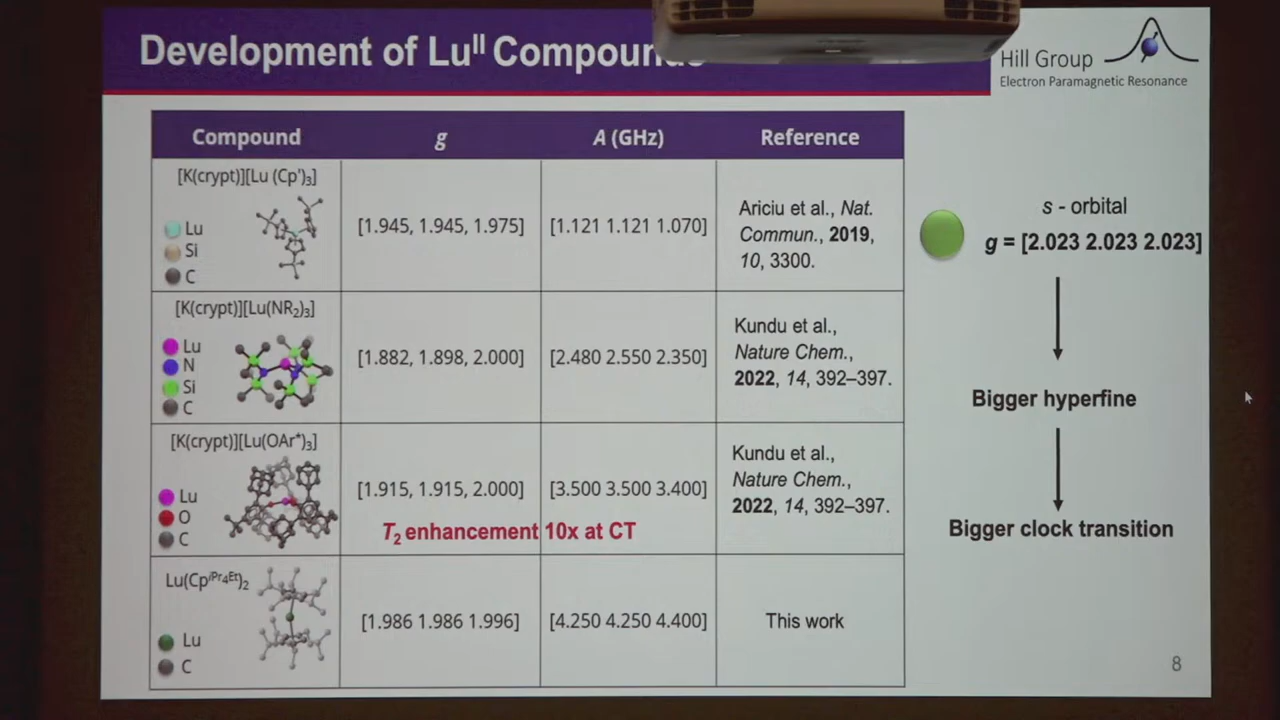 Development of Luᴵᴵ Compounds
Hill Group
Electron Paramagnetic Resonance
Compound g A (GHz) Reference
[K(crypt)][Lu (Cp')₃]
Lu
Si
C
[1.945, 1.945, 1.975]
[1.121 1.121 1.070]
Ariciu et al., Nat.
Commun., 2019,
10, 3300.
[K(crypt)][Lu(NR₂)₃]
Lu
N
Si
C
[1.882, 1.898, 2.000]
[2.480 2.550 2.350]
Kundu et al.,
Nature Chem.,
2022, 14, 392–397.
[K(crypt)][Lu(OAr*)₃]
Lu
O
C
[1.915, 1.915, 2.000]
[3.500 3.500 3.400]
T₂ enhancement 10x at CT
Kundu et al.,
Nature Chem.,
2022, 14, 392–397.
Lu(Cpⁱᴾʳ⁴ᴱᵗ)₂
Lu
C
[1.986 1.986 1.996]
[4.250 4.250 4.400]
This work
s - orbital
g = [2.023 2.023 2.023]
Bigger hyperfine
Bigger clock transition
8